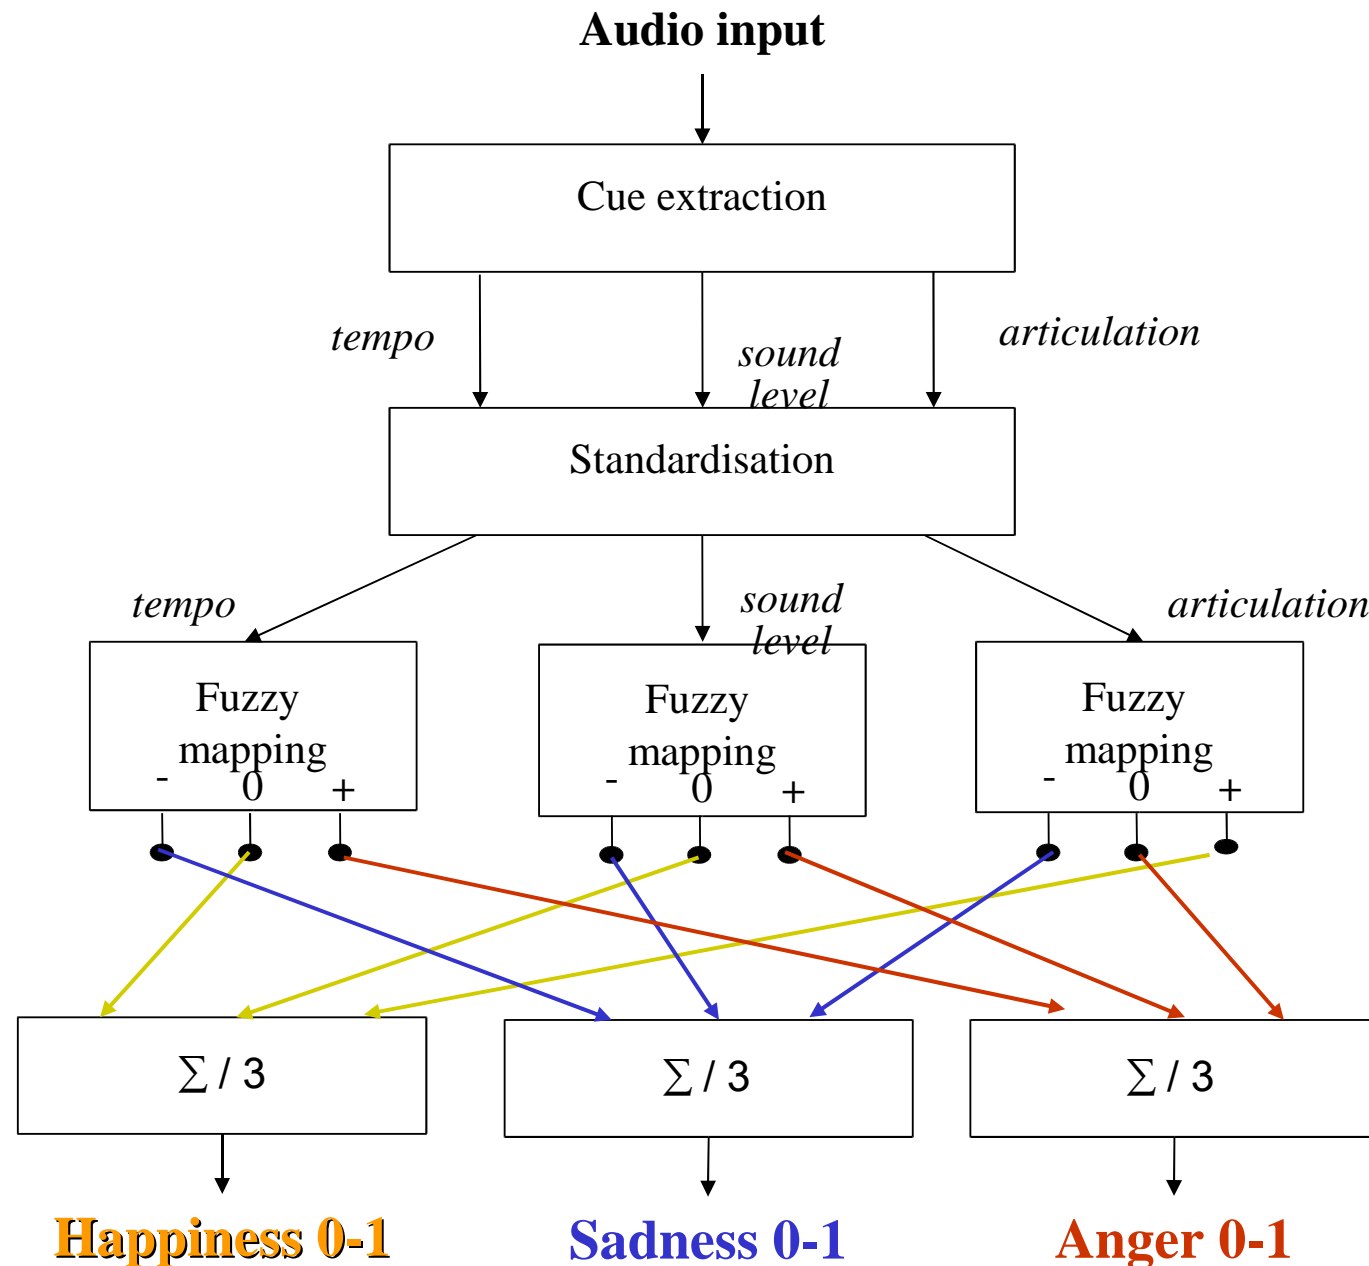 Audio input
Cue extraction
tempo
sound
level
articulation
Standardisation
tempo
sound
level
articulation
Fuzzy
mapping
- 0 +
Fuzzy
mapping
- 0 +
Fuzzy
mapping
- 0 +
∑ / 3
∑ / 3
∑ / 3
Happiness 0-1
Sadness 0-1
Anger 0-1